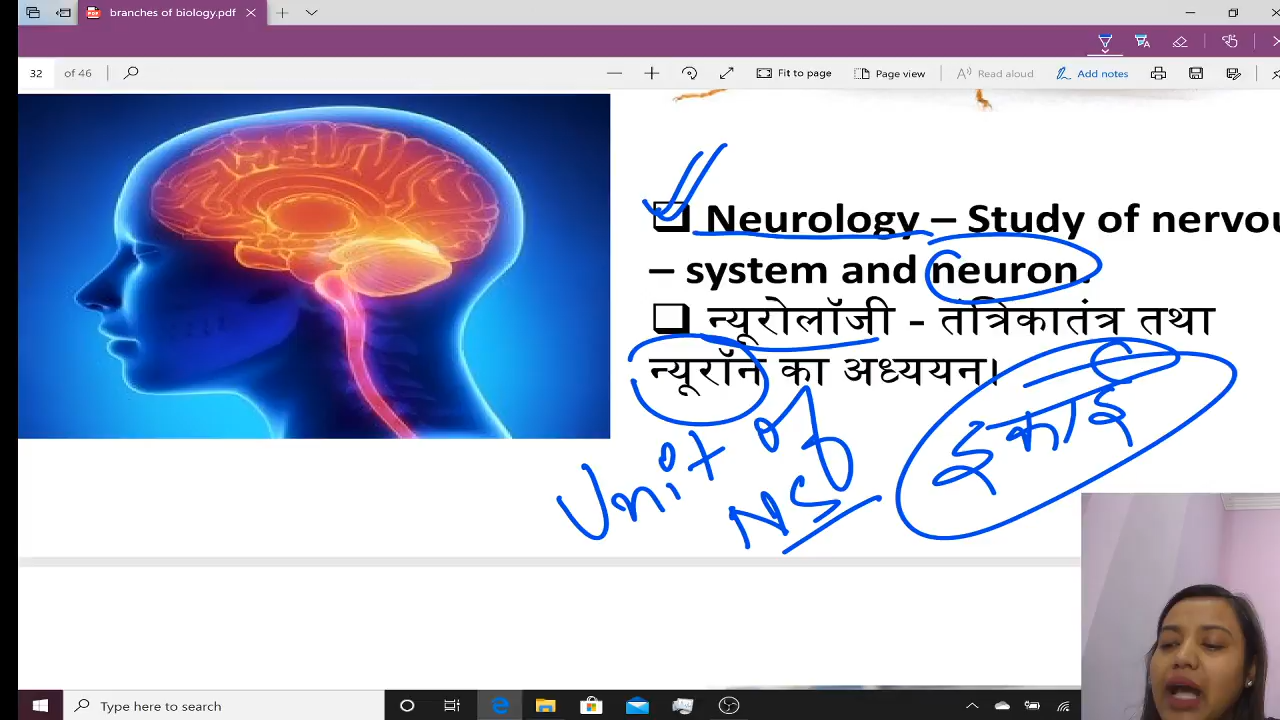 branches of biology.pdf
32 of 46
Fit to page
Page view
Read aloud
Add notes
Neurology – Study of nervou
– system and neuron.
न्यूरोलॉजी - तंत्रिकातंत्र तथा
न्यूरॉन का अध्ययन।
Unit of
NS
इकाई
Type here to search